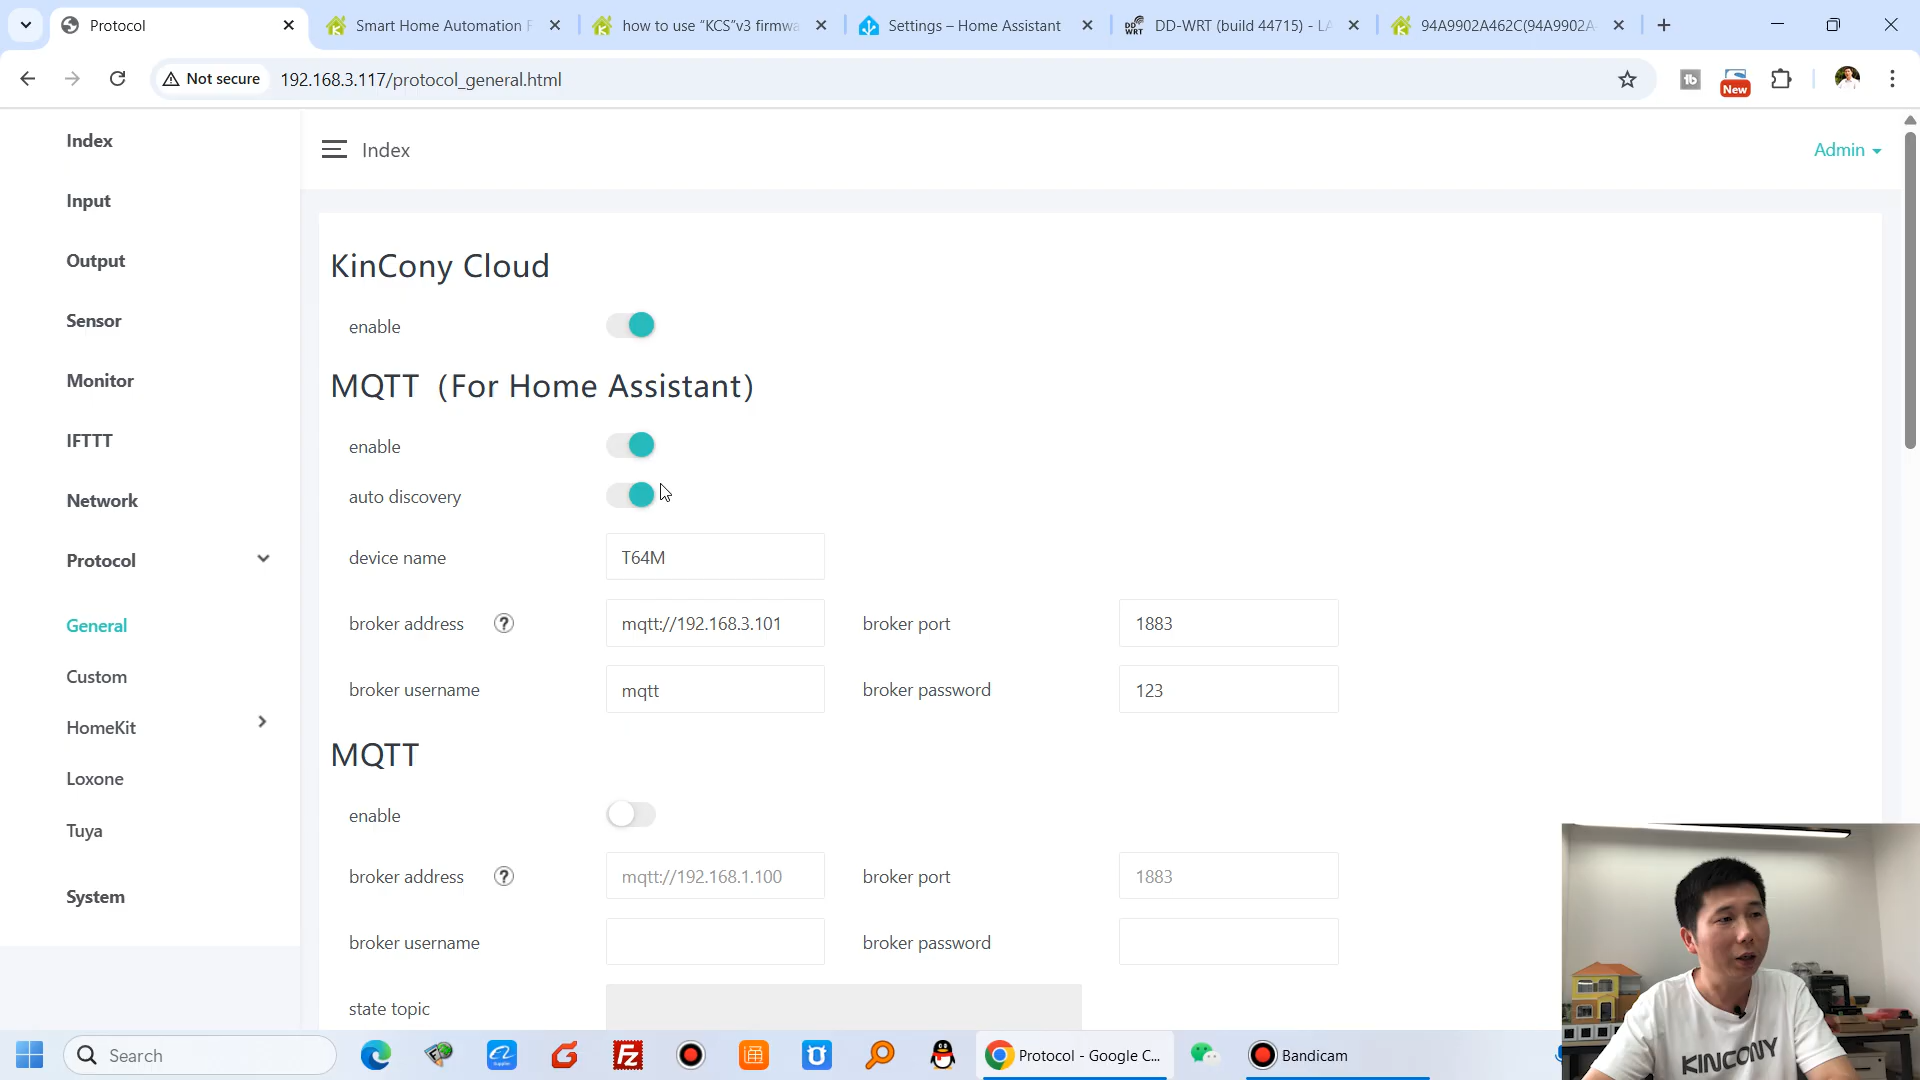 Protocol
Smart Home Automation F
how to use "KCS"v3 firmwa
Settings – Home Assistant
DD-WRT (build 44715) - LA
94A9902A462C(94A9902A
Not secure
192.168.3.117/protocol_general.html
New
Index
Input
Output
Sensor
Monitor
IFTTT
Network
Protocol
General
Custom
HomeKit
Loxone
Tuya
System
Index
Admin
KinCony Cloud
enable
MQTT（For Home Assistant）
enable
auto discovery
device name T64M
broker address ? mqtt://192.168.3.101 broker port 1883
broker username mqtt broker password 123
MQTT
enable
broker address ? mqtt://192.168.1.100 broker port 1883
broker username broker password
state topic
KINCONY
Search
Protocol - Google C...
Bandicam